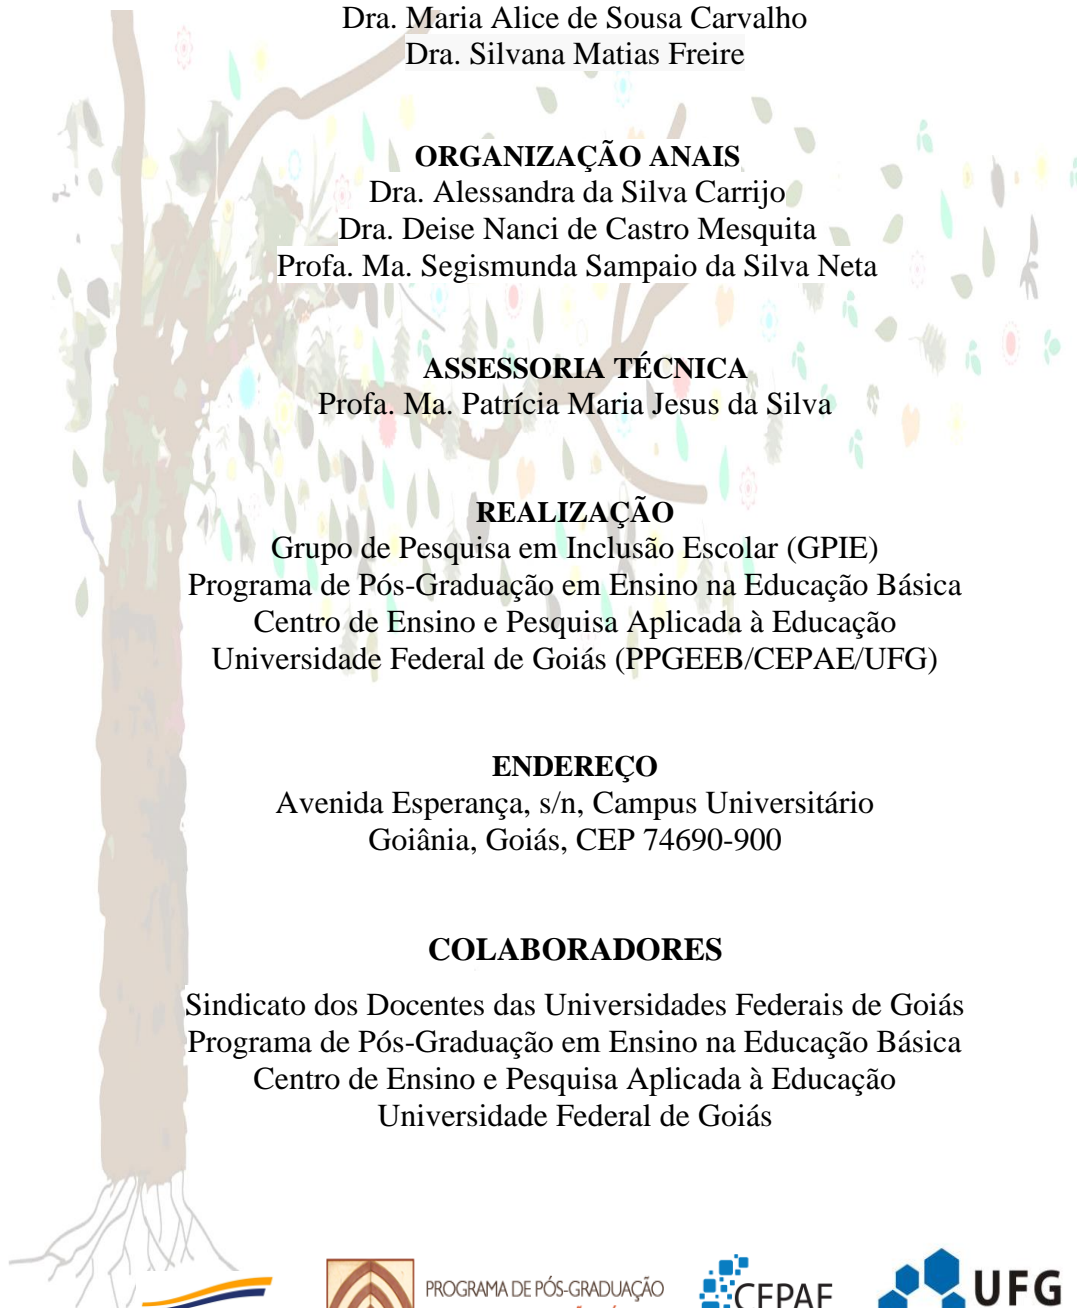 Dra. Maria Alice de Sousa Carvalho
Dra. Silvana Matias Freire
ORGANIZAÇÃO ANAIS
Dra. Alessandra da Silva Carrijo
Dra. Deise Nanci de Castro Mesquita
Profa. Ma. Segismunda Sampaio da Silva Neta
ASSESSORIA TÉCNICA
Profa. Ma. Patrícia Maria Jesus da Silva
REALIZAÇÃO
Grupo de Pesquisa em Inclusão Escolar (GPIE)
Programa de Pós-Graduação em Ensino na Educação Básica
Centro de Ensino e Pesquisa Aplicada à Educação
Universidade Federal de Goiás (PPGEEB/CEPAE/UFG)
ENDEREÇO
Avenida Esperança, s/n, Campus Universitário
Goiânia, Goiás, CEP 74690-900
COLABORADORES
Sindicato dos Docentes das Universidades Federais de Goiás
Programa de Pós-Graduação em Ensino na Educação Básica
Centro de Ensino e Pesquisa Aplicada à Educação
Universidade Federal de Goiás
PROGRAMA DE PÓS-GRADUAÇÃO
CEPAE
UFG